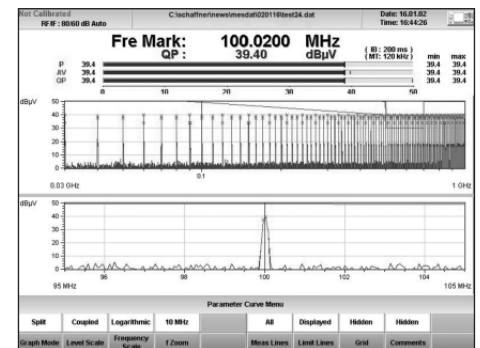 Not Calibrated
RF IF : 80/60 dB Auto
C:\schaffner\news\mesdat\020116\test24.dat
Date: 16.01.02
Time: 16:44:26
Fre Mark: 100.0200 MHz
QP : 39.40 dBµV
( IB : 200 ms )
( MT: 120 kHz )
min max
P 39.4 39.4 39.4
AV 39.4 39.4 39.4
QP 39.4 39.4 39.4
0 10 20 30 40 50
dBµV
50
40
30
20
10
0
0.03 GHz 0.1 1 GHz
dBµV
50
40
30
20
10
0
95 MHz 96 98 100 102 104 105 MHz
Parameter Curve Menu
Split Coupled Logarithmic 10 MHz All Displayed Hidden Hidden
Graph Mode Level Scale Frequency Scale f Zoom Meas Lines Limit Lines Grid Comments